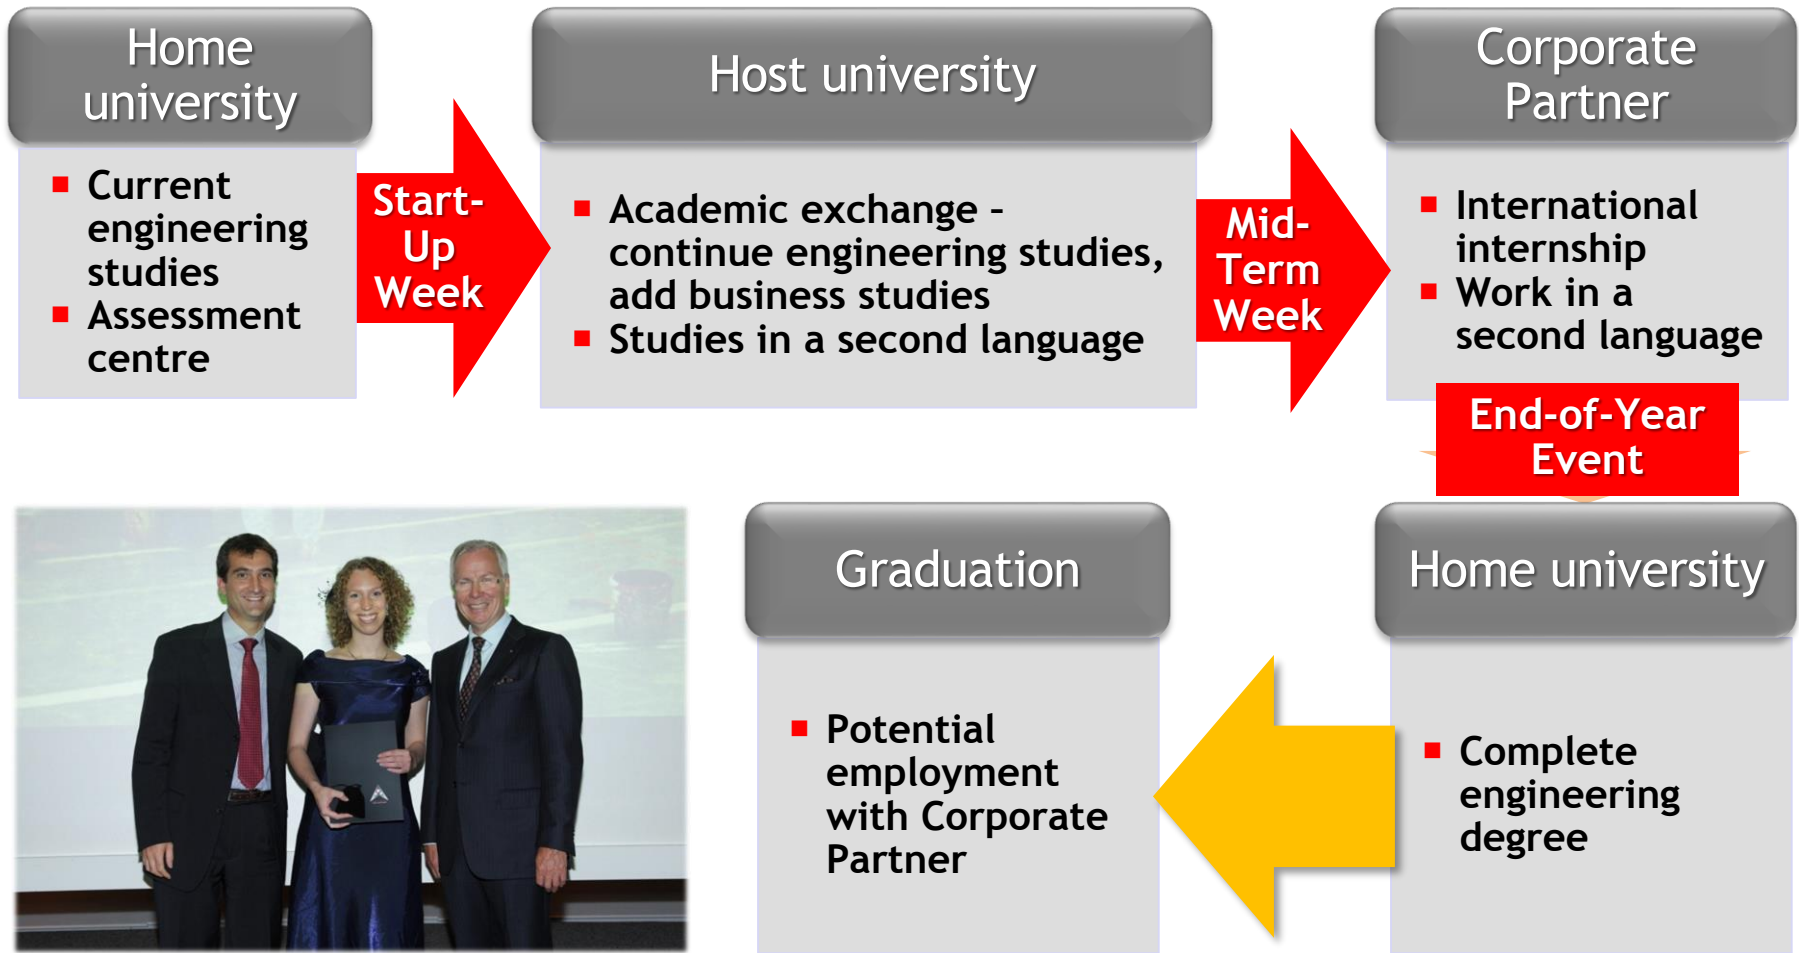 Home
university
Current
engineering
studies
Assessment
centre
Start-
Up
Week
Host university
Academic exchange –
continue engineering studies,
add business studies
Studies in a second language
Mid-
Term
Week
Corporate
Partner
International
internship
Work in a
second language
End-of-Year
Event
Home university
Complete
engineering
degree
Graduation
Potential
employment
with Corporate
Partner